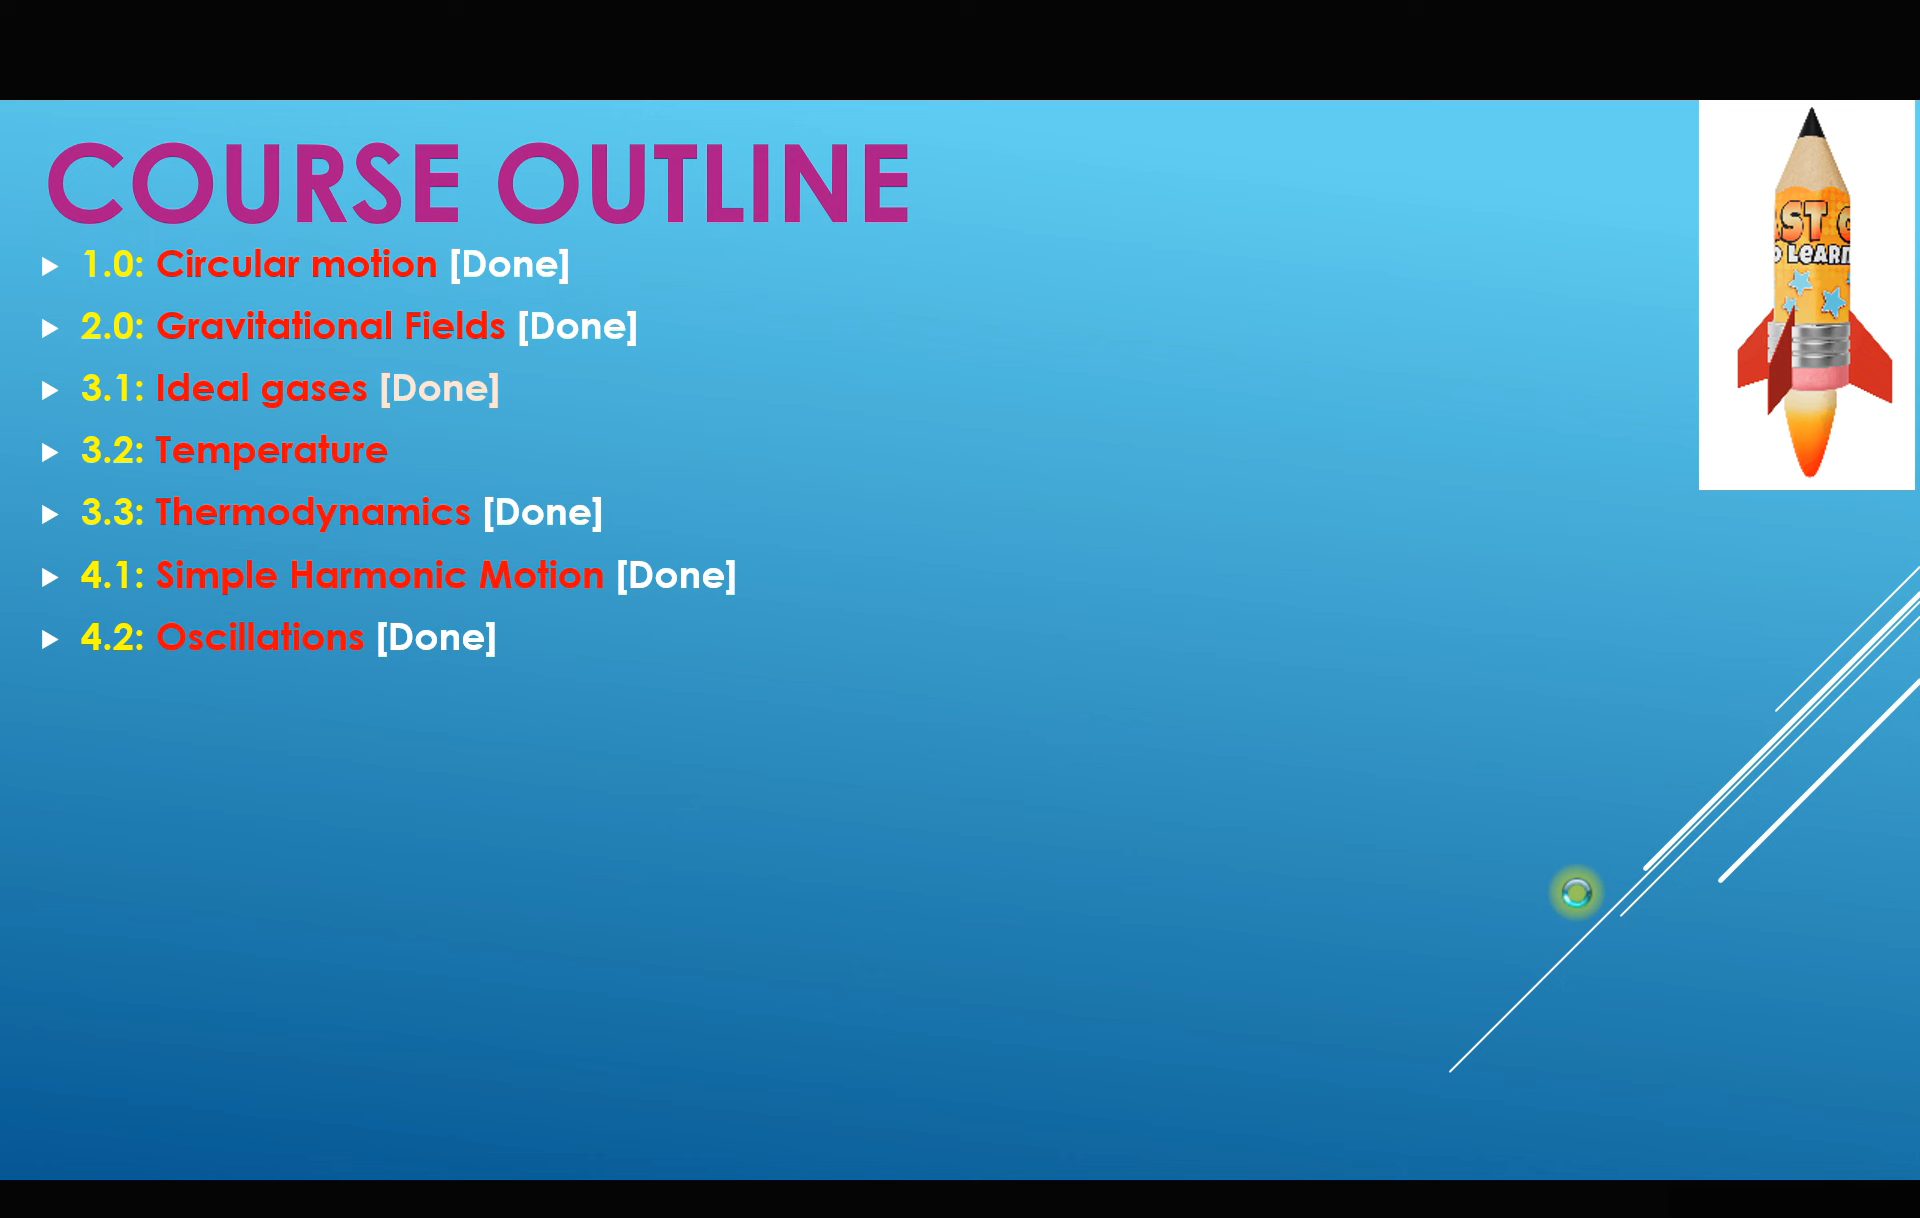 COURSE OUTLINE
1.0: Circular motion [Done]
2.0: Gravitational Fields [Done]
3.1: Ideal gases [Done]
3.2: Temperature
3.3: Thermodynamics [Done]
4.1: Simple Harmonic Motion [Done]
4.2: Oscillations [Done]